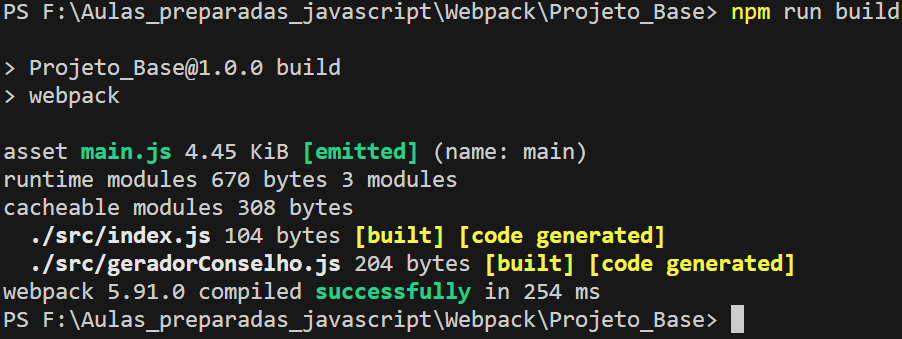 PS F:\Aulas_preparadas_javascript\Webpack\Projeto_Base> npm run build
> Projeto_Base@1.0.0 build
> webpack
asset main.js 4.45 KiB [emitted] (name: main)
runtime modules 670 bytes 3 modules
cacheable modules 308 bytes
./src/index.js 104 bytes [built] [code generated]
./src/geradorConselho.js 204 bytes [built] [code generated]
webpack 5.91.0 compiled successfully in 254 ms
PS F:\Aulas_preparadas_javascript\Webpack\Projeto_Base>